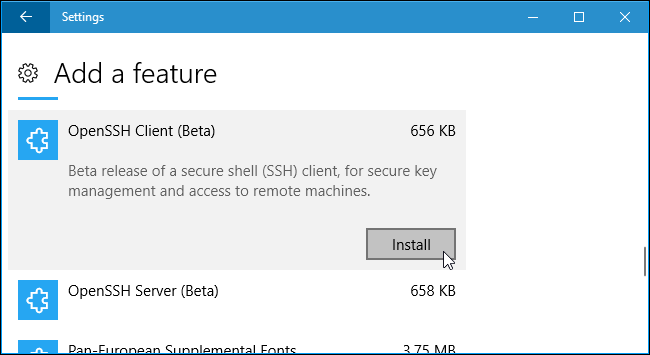 Settings
Add a feature
OpenSSH Client (Beta) 656 KB
Beta release of a secure shell (SSH) client, for secure key
management and access to remote machines.
Install
OpenSSH Server (Beta) 658 KB
Pan-European Supplemental Fonts 3.75 MB